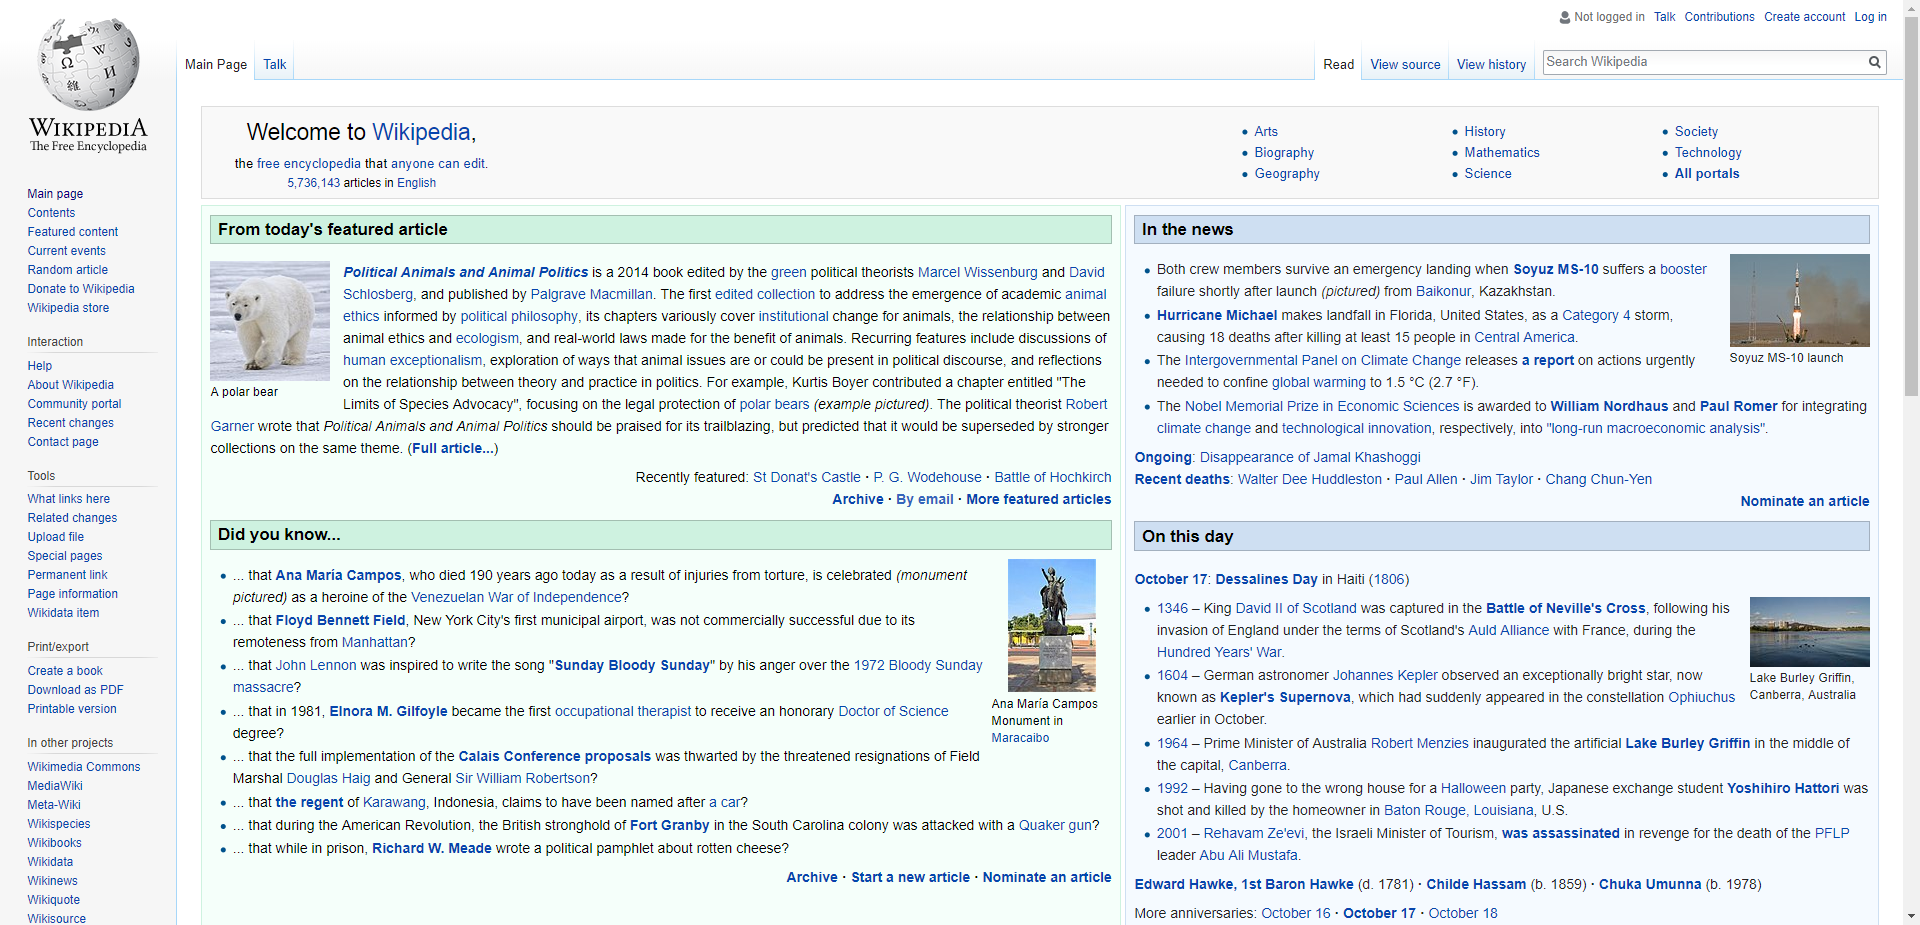 Not logged in Talk Contributions Create account Log in
Main Page Talk
Read View source View history Search Wikipedia
WIKIPEDIA
The Free Encyclopedia
Main page
Contents
Featured content
Current events
Random article
Donate to Wikipedia
Wikipedia store
Interaction
Help
About Wikipedia
Community portal
Recent changes
Contact page
Tools
What links here
Related changes
Upload file
Special pages
Permanent link
Page information
Wikidata item
Print/export
Create a book
Download as PDF
Printable version
In other projects
Wikimedia Commons
MediaWiki
Meta-Wiki
Wikispecies
Wikibooks
Wikidata
Wikinews
Wikiquote
Wikisource
Welcome to Wikipedia,
the free encyclopedia that anyone can edit.
5,736,143 articles in English
• Arts
• Biography
• Geography
• History
• Mathematics
• Science
• Society
• Technology
• All portals
From today's featured article
A polar bear
Political Animals and Animal Politics is a 2014 book edited by the green political theorists Marcel Wissenburg and David
Schlosberg, and published by Palgrave Macmillan. The first edited collection to address the emergence of academic animal
ethics informed by political philosophy, its chapters variously cover institutional change for animals, the relationship between
animal ethics and ecologism, and real-world laws made for the benefit of animals. Recurring features include discussions of
human exceptionalism, exploration of ways that animal issues are or could be present in political discourse, and reflections
on the relationship between theory and practice in politics. For example, Kurtis Boyer contributed a chapter entitled "The
Limits of Species Advocacy", focusing on the legal protection of polar bears (example pictured). The political theorist Robert
Garner wrote that Political Animals and Animal Politics should be praised for its trailblazing, but predicted that it would be superseded by stronger
collections on the same theme. (Full article...)
Recently featured: St Donat's Castle · P. G. Wodehouse · Battle of Hochkirch
Archive · By email · More featured articles
Did you know...
• ... that Ana María Campos, who died 190 years ago today as a result of injuries from torture, is celebrated (monument
pictured) as a heroine of the Venezuelan War of Independence?
• ... that Floyd Bennett Field, New York City's first municipal airport, was not commercially successful due to its
remoteness from Manhattan?
• ... that John Lennon was inspired to write the song "Sunday Bloody Sunday" by his anger over the 1972 Bloody Sunday
massacre?
• ... that in 1981, Elnora M. Gilfoyle became the first occupational therapist to receive an honorary Doctor of Science
degree?
• ... that the full implementation of the Calais Conference proposals was thwarted by the threatened resignations of Field
Marshal Douglas Haig and General Sir William Robertson?
• ... that the regent of Karawang, Indonesia, claims to have been named after a car?
• ... that during the American Revolution, the British stronghold of Fort Granby in the South Carolina colony was attacked with a Quaker gun?
• ... that while in prison, Richard W. Meade wrote a political pamphlet about rotten cheese?
Ana María Campos
Monument in
Maracaibo
Archive · Start a new article · Nominate an article
In the news
• Both crew members survive an emergency landing when Soyuz MS-10 suffers a booster
failure shortly after launch (pictured) from Baikonur, Kazakhstan.
• Hurricane Michael makes landfall in Florida, United States, as a Category 4 storm,
causing 18 deaths after killing at least 15 people in Central America.
• The Intergovernmental Panel on Climate Change releases a report on actions urgently
needed to confine global warming to 1.5 °C (2.7 °F).
• The Nobel Memorial Prize in Economic Sciences is awarded to William Nordhaus and Paul Romer for integrating
climate change and technological innovation, respectively, into "long-run macroeconomic analysis".
Soyuz MS-10 launch
Ongoing: Disappearance of Jamal Khashoggi
Recent deaths: Walter Dee Huddleston · Paul Allen · Jim Taylor · Chang Chun-Yen
Nominate an article
On this day
October 17: Dessalines Day in Haiti (1806)
• 1346 – King David II of Scotland was captured in the Battle of Neville's Cross, following his
invasion of England under the terms of Scotland's Auld Alliance with France, during the
Hundred Years' War.
• 1604 – German astronomer Johannes Kepler observed an exceptionally bright star, now
known as Kepler's Supernova, which had suddenly appeared in the constellation Ophiuchus
earlier in October.
• 1964 – Prime Minister of Australia Robert Menzies inaugurated the artificial Lake Burley Griffin in the middle of
the capital, Canberra.
• 1992 – Having gone to the wrong house for a Halloween party, Japanese exchange student Yoshihiro Hattori was
shot and killed by the homeowner in Baton Rouge, Louisiana, U.S.
• 2001 – Rehavam Ze'evi, the Israeli Minister of Tourism, was assassinated in revenge for the death of the PFLP
leader Abu Ali Mustafa.
Lake Burley Griffin,
Canberra, Australia
Edward Hawke, 1st Baron Hawke (d. 1781) · Childe Hassam (b. 1859) · Chuka Umunna (b. 1978)
More anniversaries: October 16 · October 17 · October 18